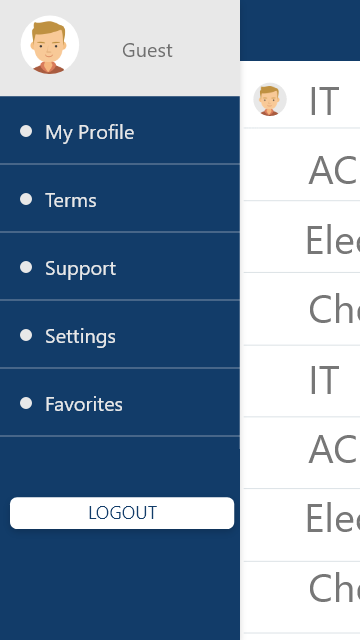 Guest
My Profile
Terms
Support
Settings
Favorites
LOGOUT
IT
AC
Elec
Che
IT
AC
Elec
Che